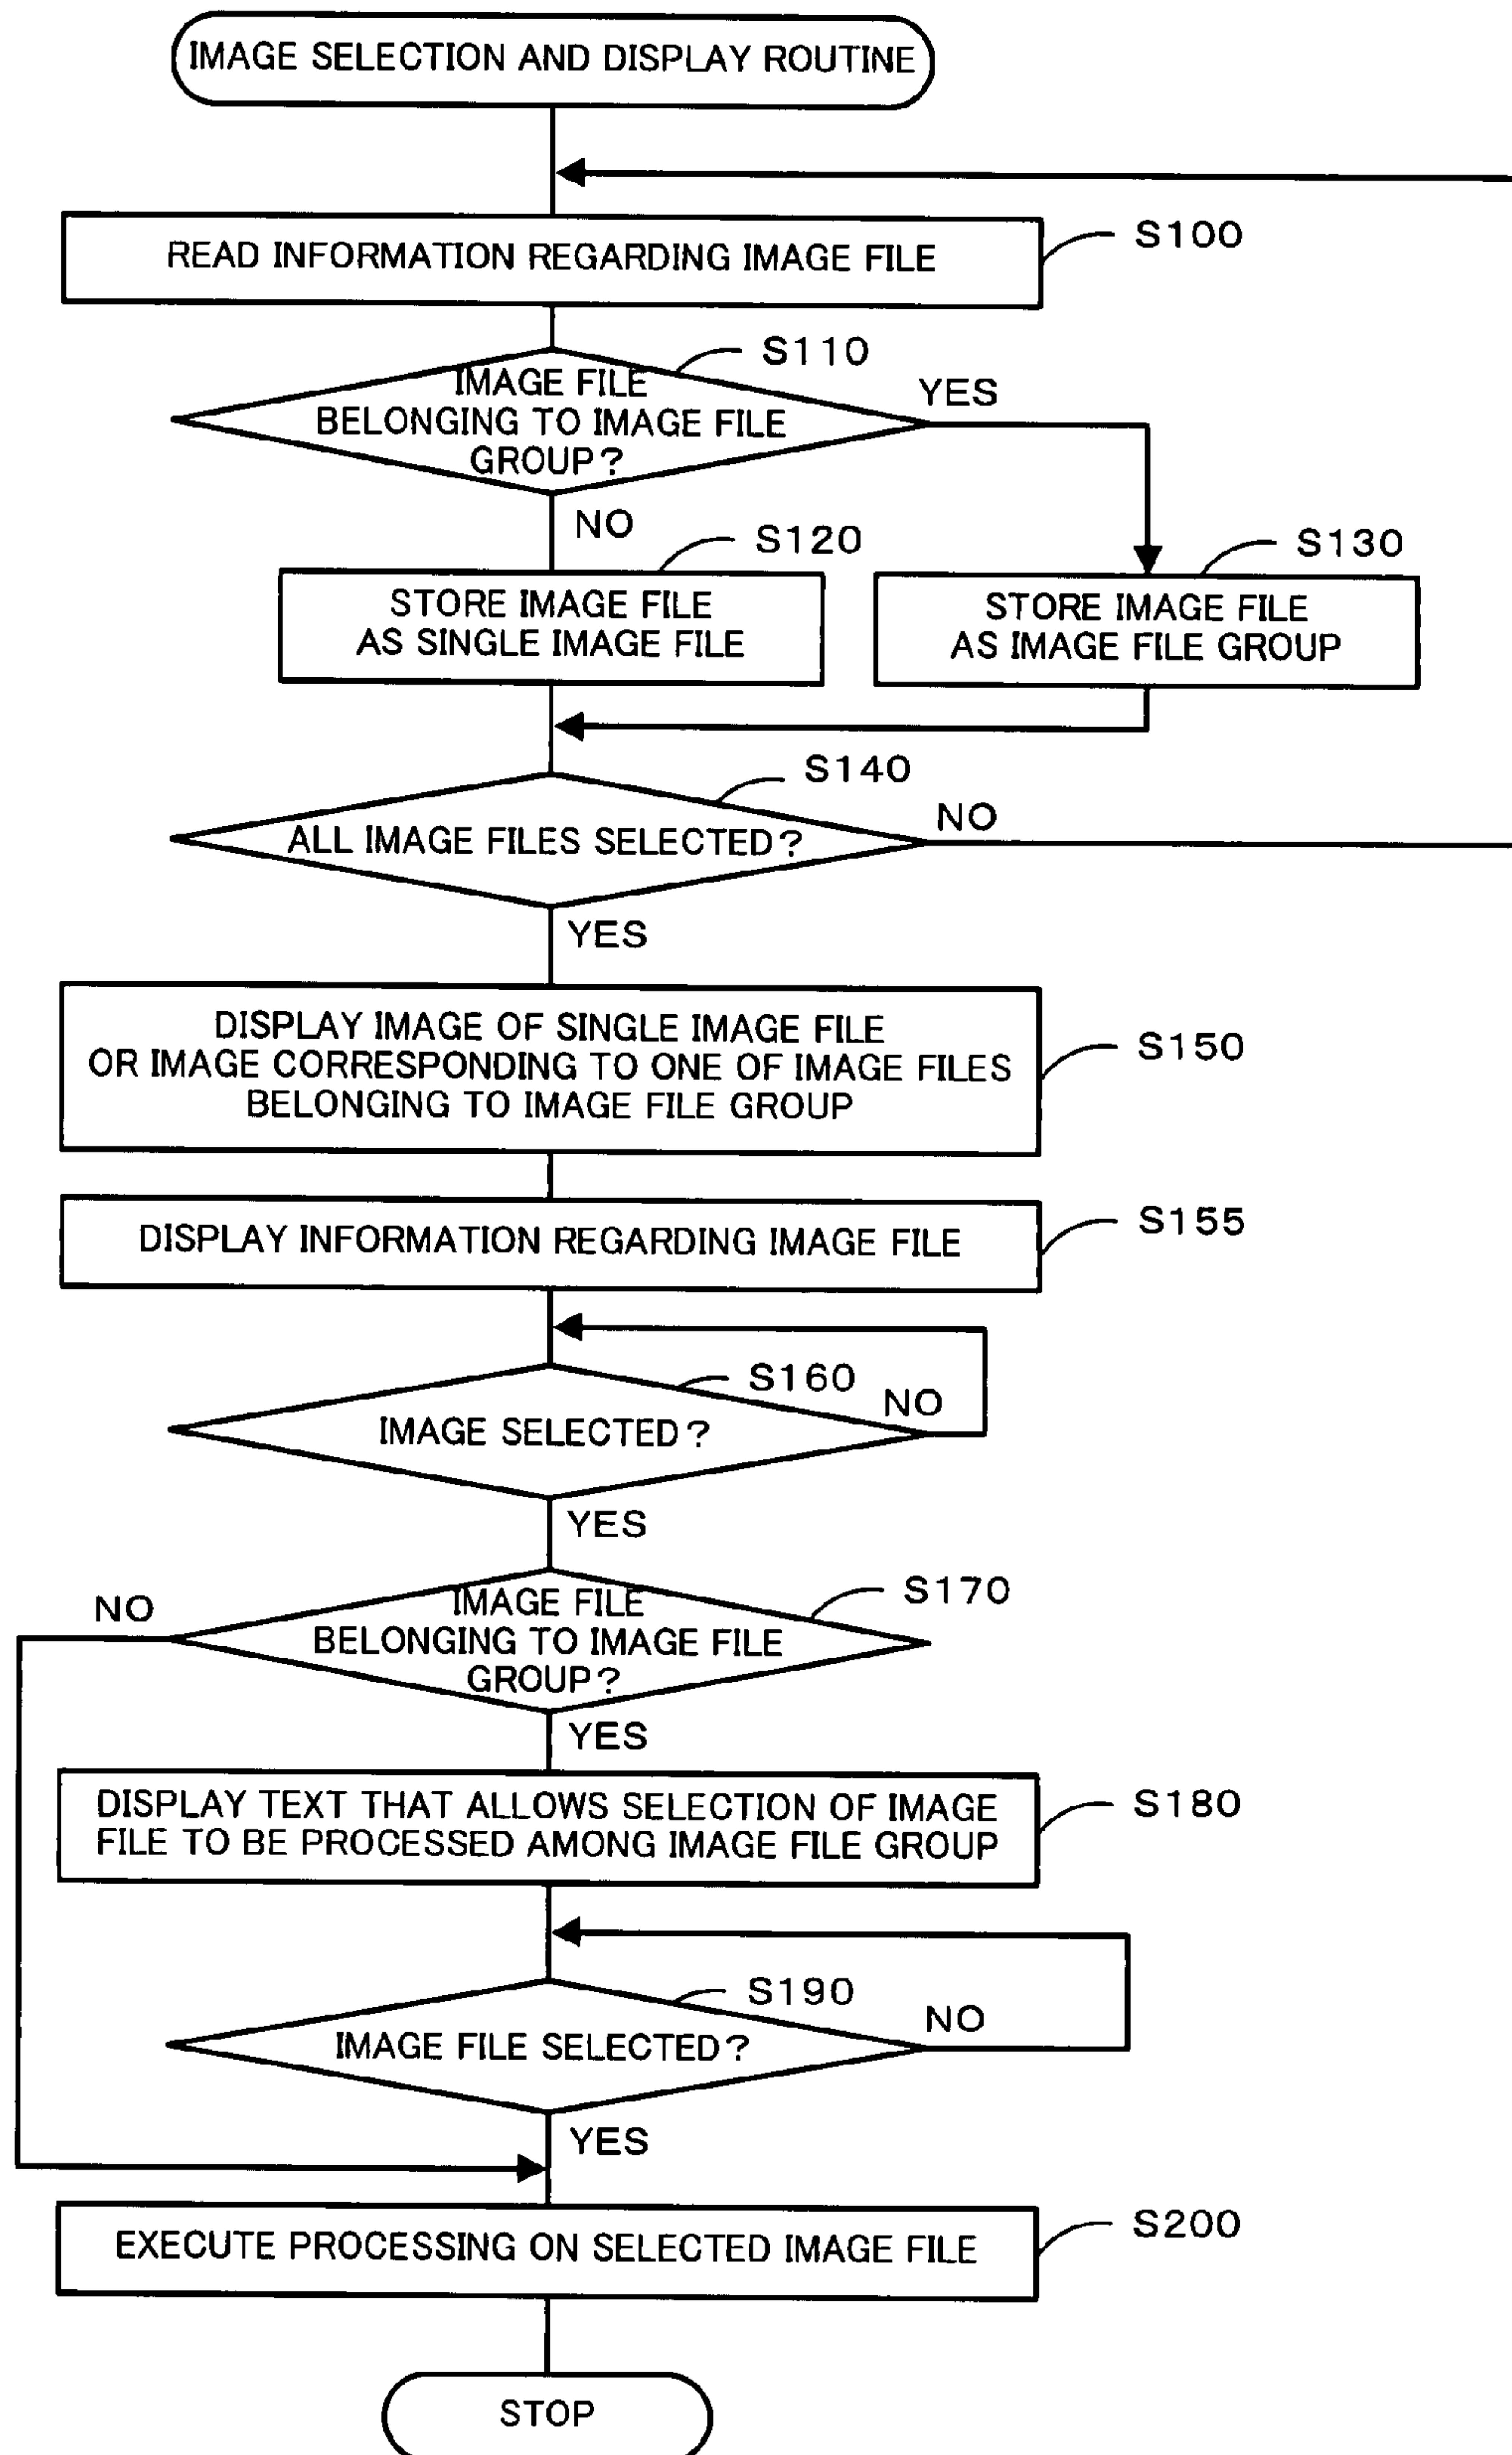 IMAGE SELECTION AND DISPLAY ROUTINE
READ INFORMATION REGARDING IMAGE FILE
S100
S110
IMAGE FILE
BELONGING TO IMAGE FILE
GROUP?
YES
NO
S120
STORE IMAGE FILE
AS SINGLE IMAGE FILE
S130
STORE IMAGE FILE
AS IMAGE FILE GROUP
S140
ALL IMAGE FILES SELECTED?
NO
YES
DISPLAY IMAGE OF SINGLE IMAGE FILE
OR IMAGE CORRESPONDING TO ONE OF IMAGE FILES
BELONGING TO IMAGE FILE GROUP
S150
DISPLAY INFORMATION REGARDING IMAGE FILE
S155
S160
IMAGE SELECTED?
NO
YES
S170
NO
IMAGE FILE
BELONGING TO IMAGE FILE
GROUP?
YES
DISPLAY TEXT THAT ALLOWS SELECTION OF IMAGE
FILE TO BE PROCESSED AMONG IMAGE FILE GROUP
S180
S190
IMAGE FILE SELECTED?
NO
YES
EXECUTE PROCESSING ON SELECTED IMAGE FILE
S200
STOP